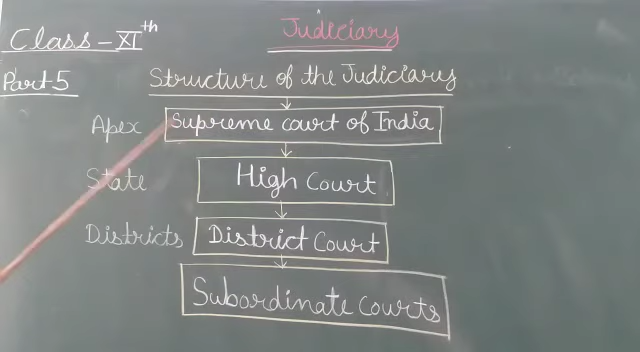 Judiciary
Class-XIth
Part-5
Structure of the Judiciary
Apex Supreme court of India
State High Court
Districts District Court
Subordinate Courts